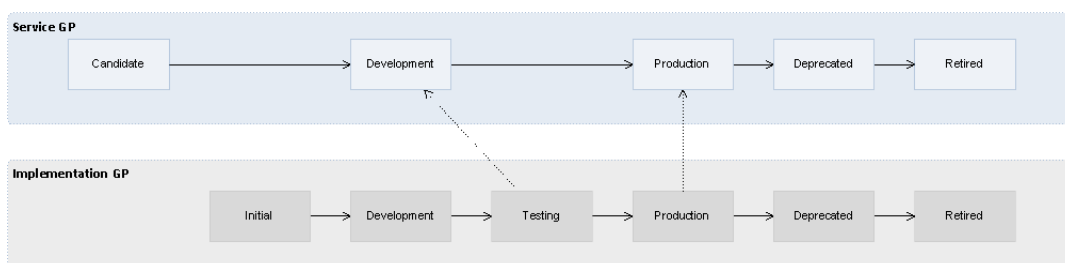 Service GP
Candidate
Development
Production
Deprecated
Retired
Implementation GP
Initial
Development
Testing
Production
Deprecated
Retired